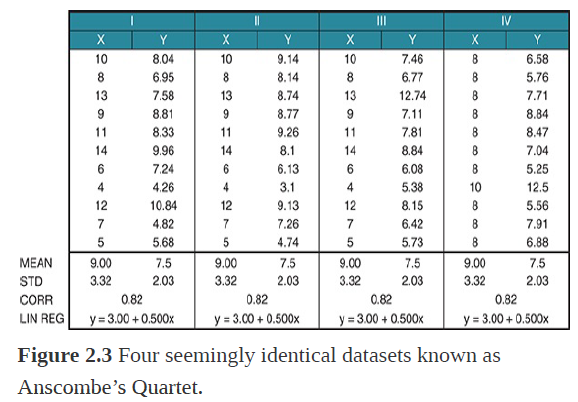 I II III IV
X Y X Y X Y X Y
10 8.04 10 9.14 10 7.46 8 6.58
8 6.95 8 8.14 8 6.77 8 5.76
13 7.58 13 8.74 13 12.74 8 7.71
9 8.81 9 8.77 9 7.11 8 8.84
11 8.33 11 9.26 11 7.81 8 8.47
14 9.96 14 8.1 14 8.84 8 7.04
6 7.24 6 6.13 6 6.08 8 5.25
4 4.26 4 3.1 4 5.38 10 12.5
12 10.84 12 9.13 12 8.15 8 5.56
7 4.82 7 7.26 7 6.42 8 7.91
5 5.68 5 4.74 5 5.73 8 6.88
MEAN 9.00 7.5 9.00 7.5 9.00 7.5 9.00 7.5
STD 3.32 2.03 3.32 2.03 3.32 2.03 3.32 2.03
CORR 0.82 0.82 0.82 0.82
LIN REG y = 3.00 + 0.500x y = 3.00 + 0.500x y = 3.00 + 0.500x y = 3.00 + 0.500x
Figure 2.3 Four seemingly identical datasets known as
Anscombe’s Quartet.